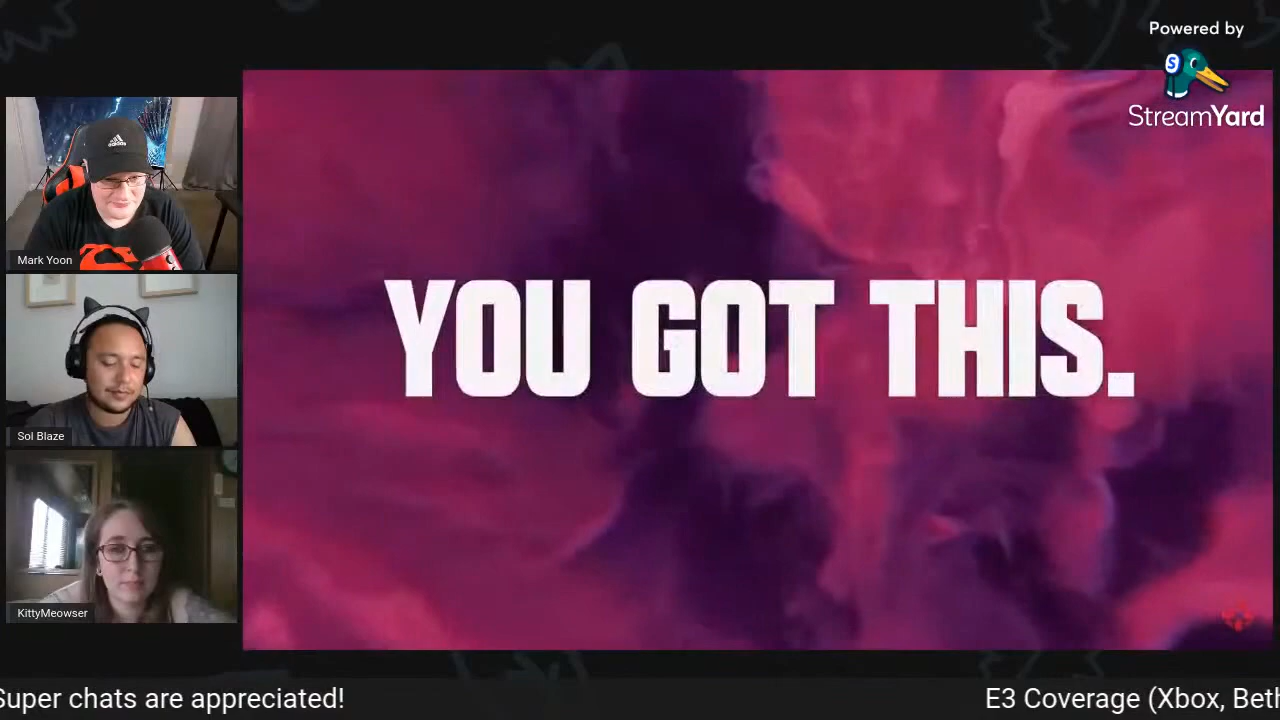 Powered by
S
StreamYard
adidas
Mark Yoon
YOU GOT THIS.
Sol Blaze
KittyMeowser
Super chats are appreciated!
E3 Coverage (Xbox, Beth